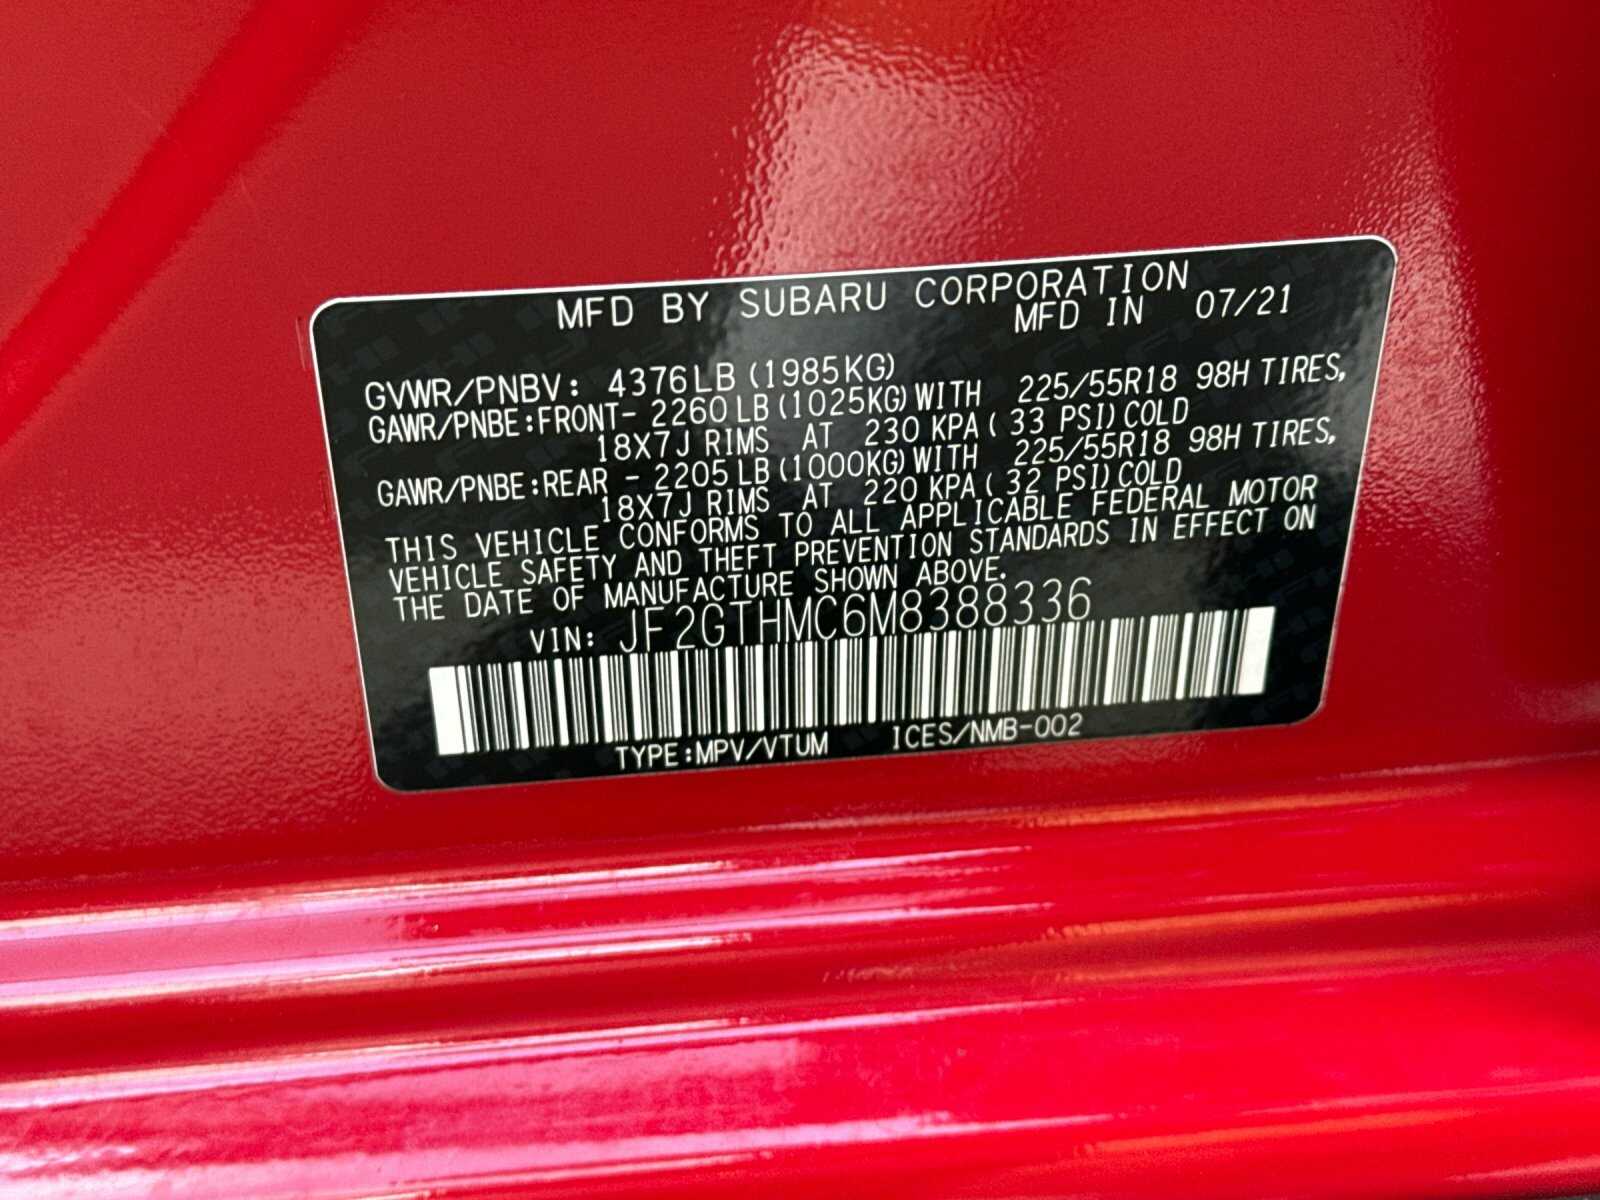 MFD BY SUBARU CORPORATION
MFD IN 07/21
GVWR/PNBV: 4376LB (1985KG)
GAWR/PNBE:FRONT- 2260LB(1025KG)WITH 225/55R18 98H TIRES,
18X7J RIMS AT 230 KPA( 33 PSI)COLD
GAWR/PNBE:REAR - 2205LB(1000KG)WITH 225/55R18 98H TIRES,
18X7J RIMS AT 220 KPA( 32 PSI)COLD
THIS VEHICLE CONFORMS TO ALL APPLICABLE FEDERAL MOTOR
VEHICLE SAFETY AND THEFT PREVENTION STANDARDS IN EFFECT ON
THE DATE OF MANUFACTURE SHOWN ABOVE.
VIN: JF2GTHMC6M8388336
TYPE:MPV/VTUM ICES/NMB-002